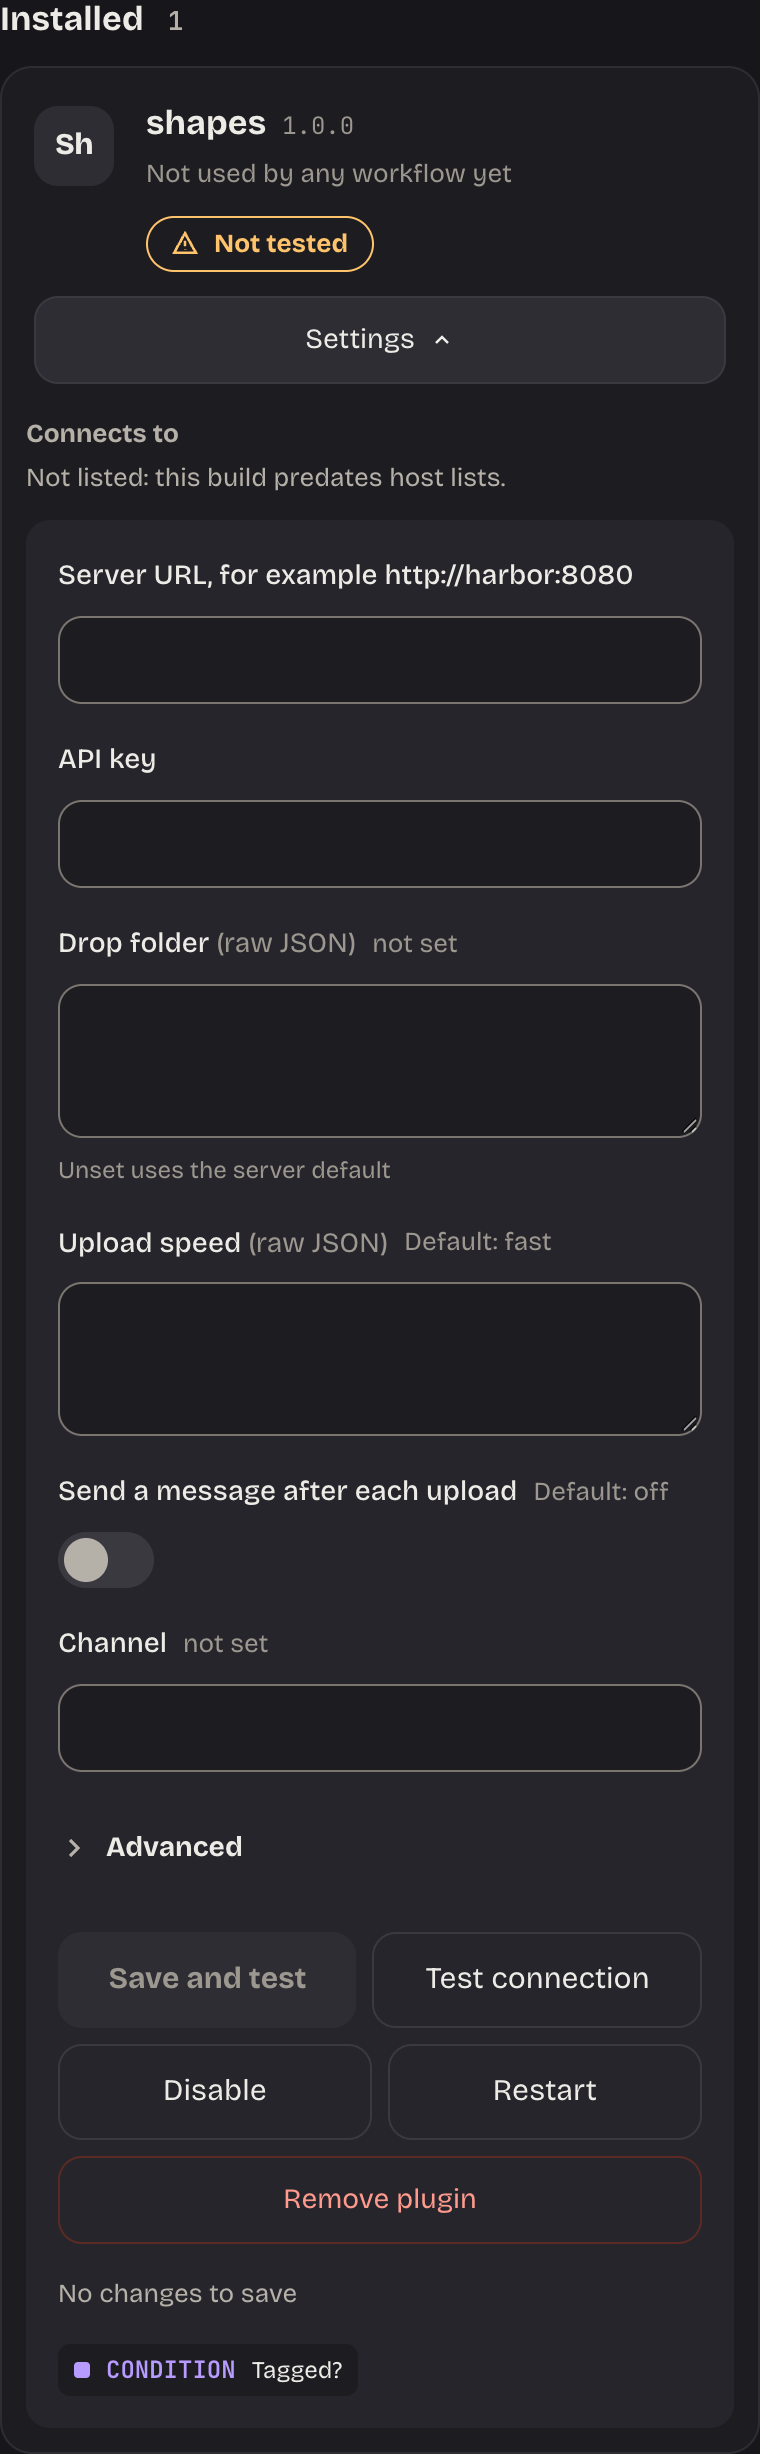 Installed 1
Sh
shapes 1.0.0
Not used by any workflow yet
Not tested
Settings
Connects to
Not listed: this build predates host lists.
Server URL, for example http://harbor:8080
API key
Drop folder (raw JSON) not set
Unset uses the server default
Upload speed (raw JSON) Default: fast
Send a message after each upload Default: off
Channel not set
Advanced
Save and test
Test connection
Disable
Restart
Remove plugin
No changes to save
CONDITION Tagged?